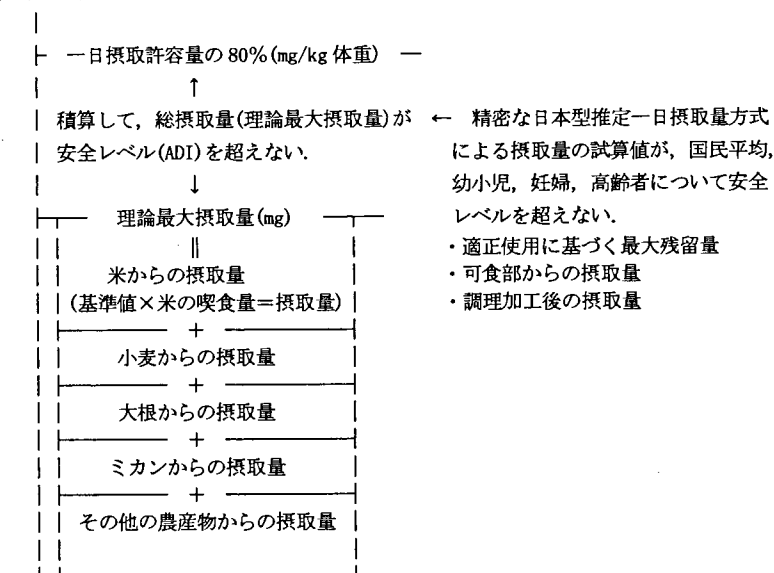 一日摂取許容量の80%(mg/kg 体重)
↑
積算して，総摂取量(理論最大摂取量)が
安全レベル(ADI)を超えない．
↓
← 精密な日本型推定一日摂取量方式
による摂取量の試算値が，国民平均，
幼小児，妊婦，高齢者について安全
レベルを超えない．
・適正使用に基づく最大残留量
・可食部からの摂取量
・調理加工後の摂取量
理論最大摂取量(mg)
‖
米からの摂取量
(基準値×米の喫食量＝摂取量)
＋
小麦からの摂取量
＋
大根からの摂取量
＋
ミカンからの摂取量
＋
その他の農産物からの摂取量